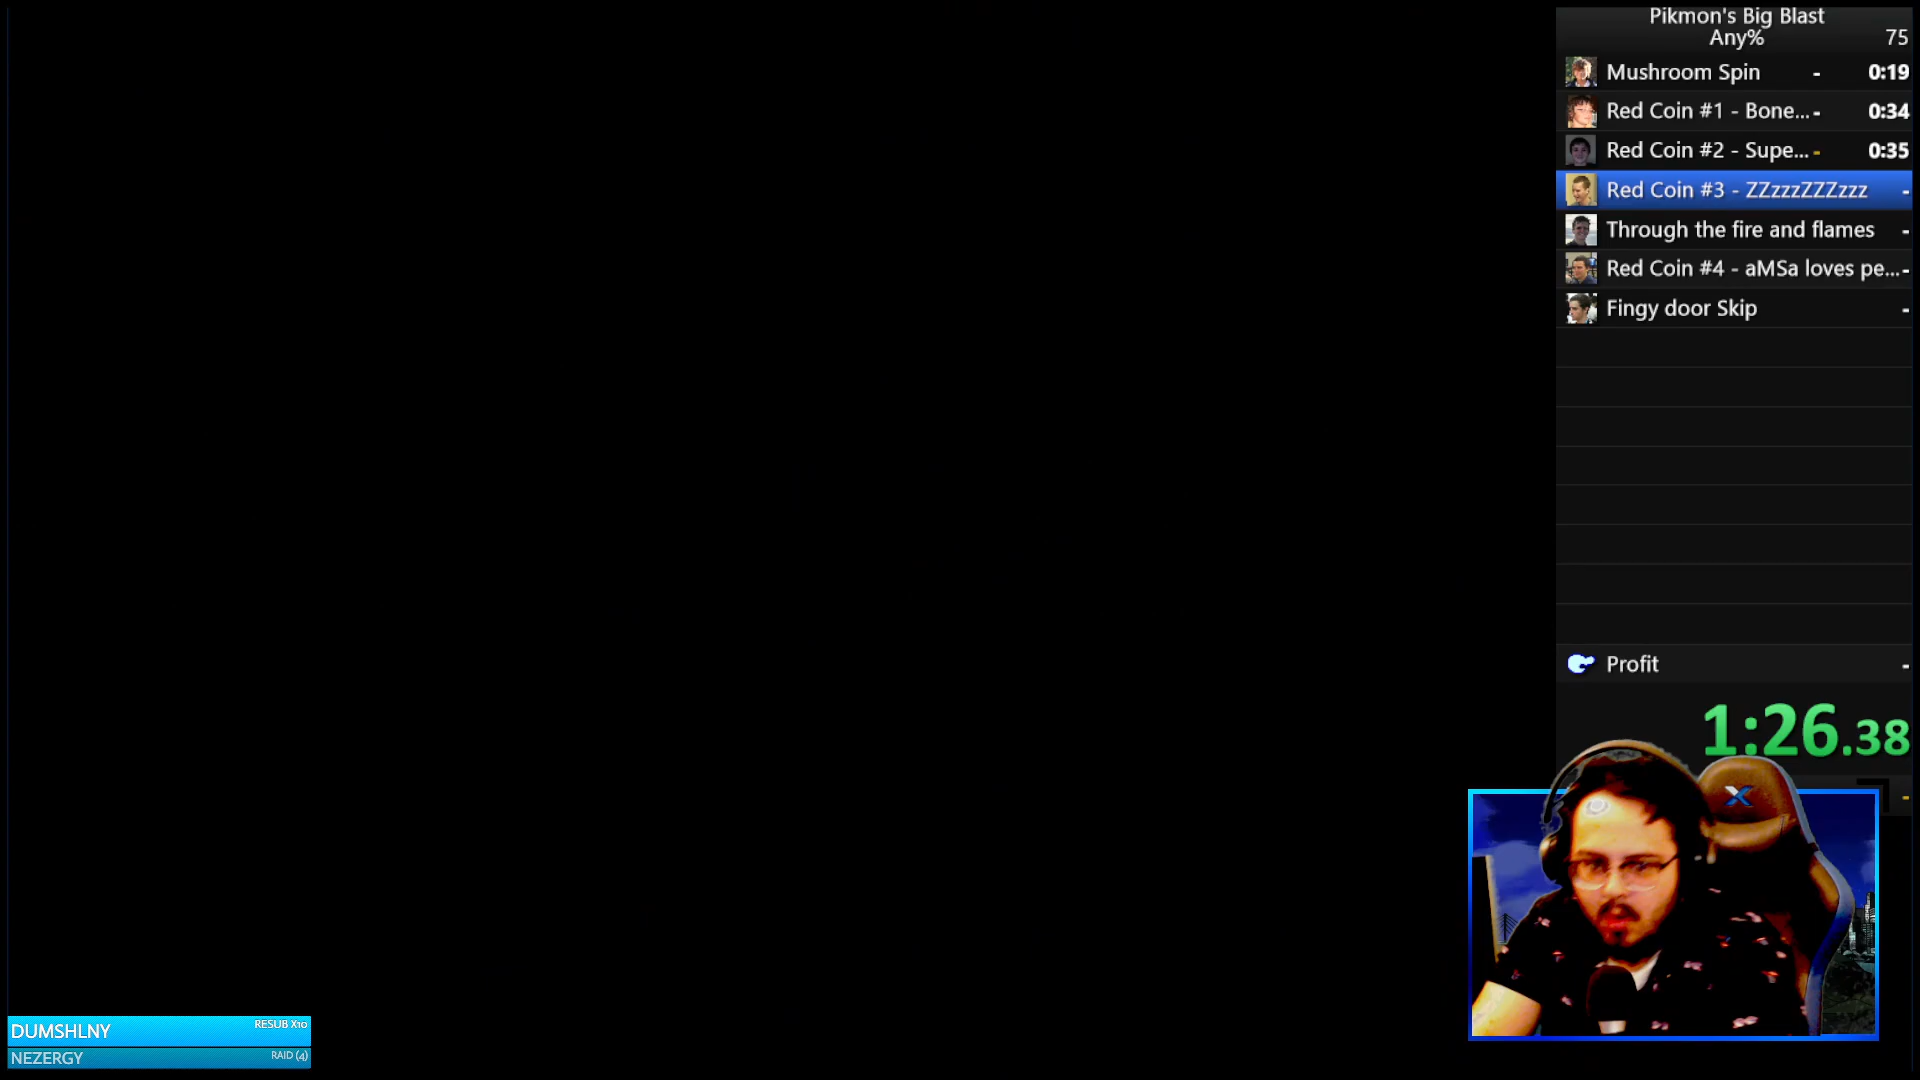 Pikmon's Big Blast
Any% 75
Mushroom Spin - 0:19
Red Coin #1 - Bone...- 0:34
Red Coin #2 - Supe...- 0:35
Red Coin #3 - ZZzzzZZZzzz -
Through the fire and flames -
Red Coin #4 - aMSa loves pe...-
Fingy door Skip -
Profit -
1:26.38
-
DUMSHLNY RESUB X10
NEZERGY RAID (4)